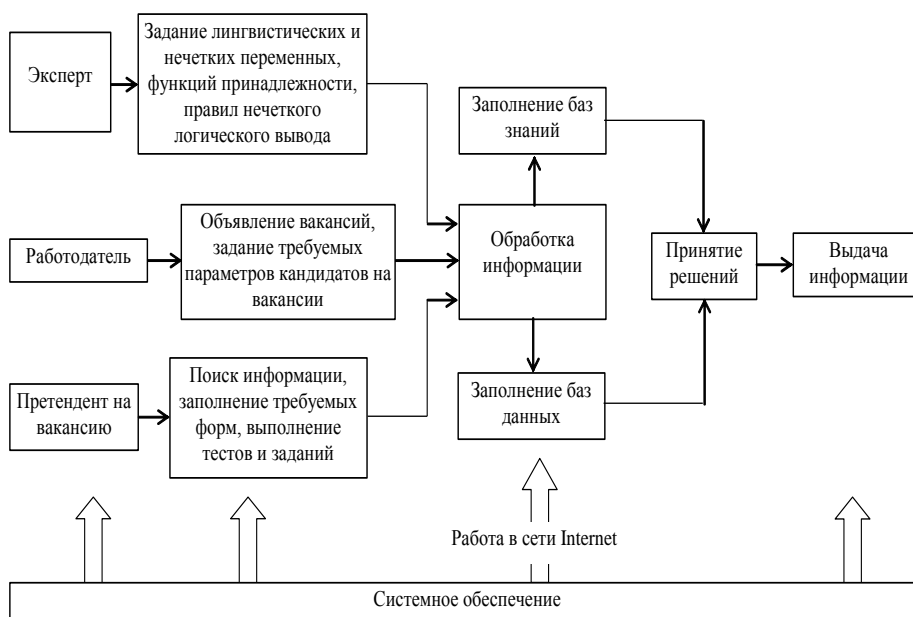 Эксперт
Задание лингвистических и
нечетких переменных,
функций принадлежности,
правил нечеткого
логического вывода
Заполнение баз
знаний
Работодатель
Объявление вакансий,
задание требуемых
параметров кандидатов на
вакансии
Обработка
информации
Принятие
решений
Выдача
информации
Претендент на
вакансию
Поиск информации,
заполнение требуемых
форм, выполнение
тестов и заданий
Заполнение баз
данных
Работа в сети Internet
Системное обеспечение